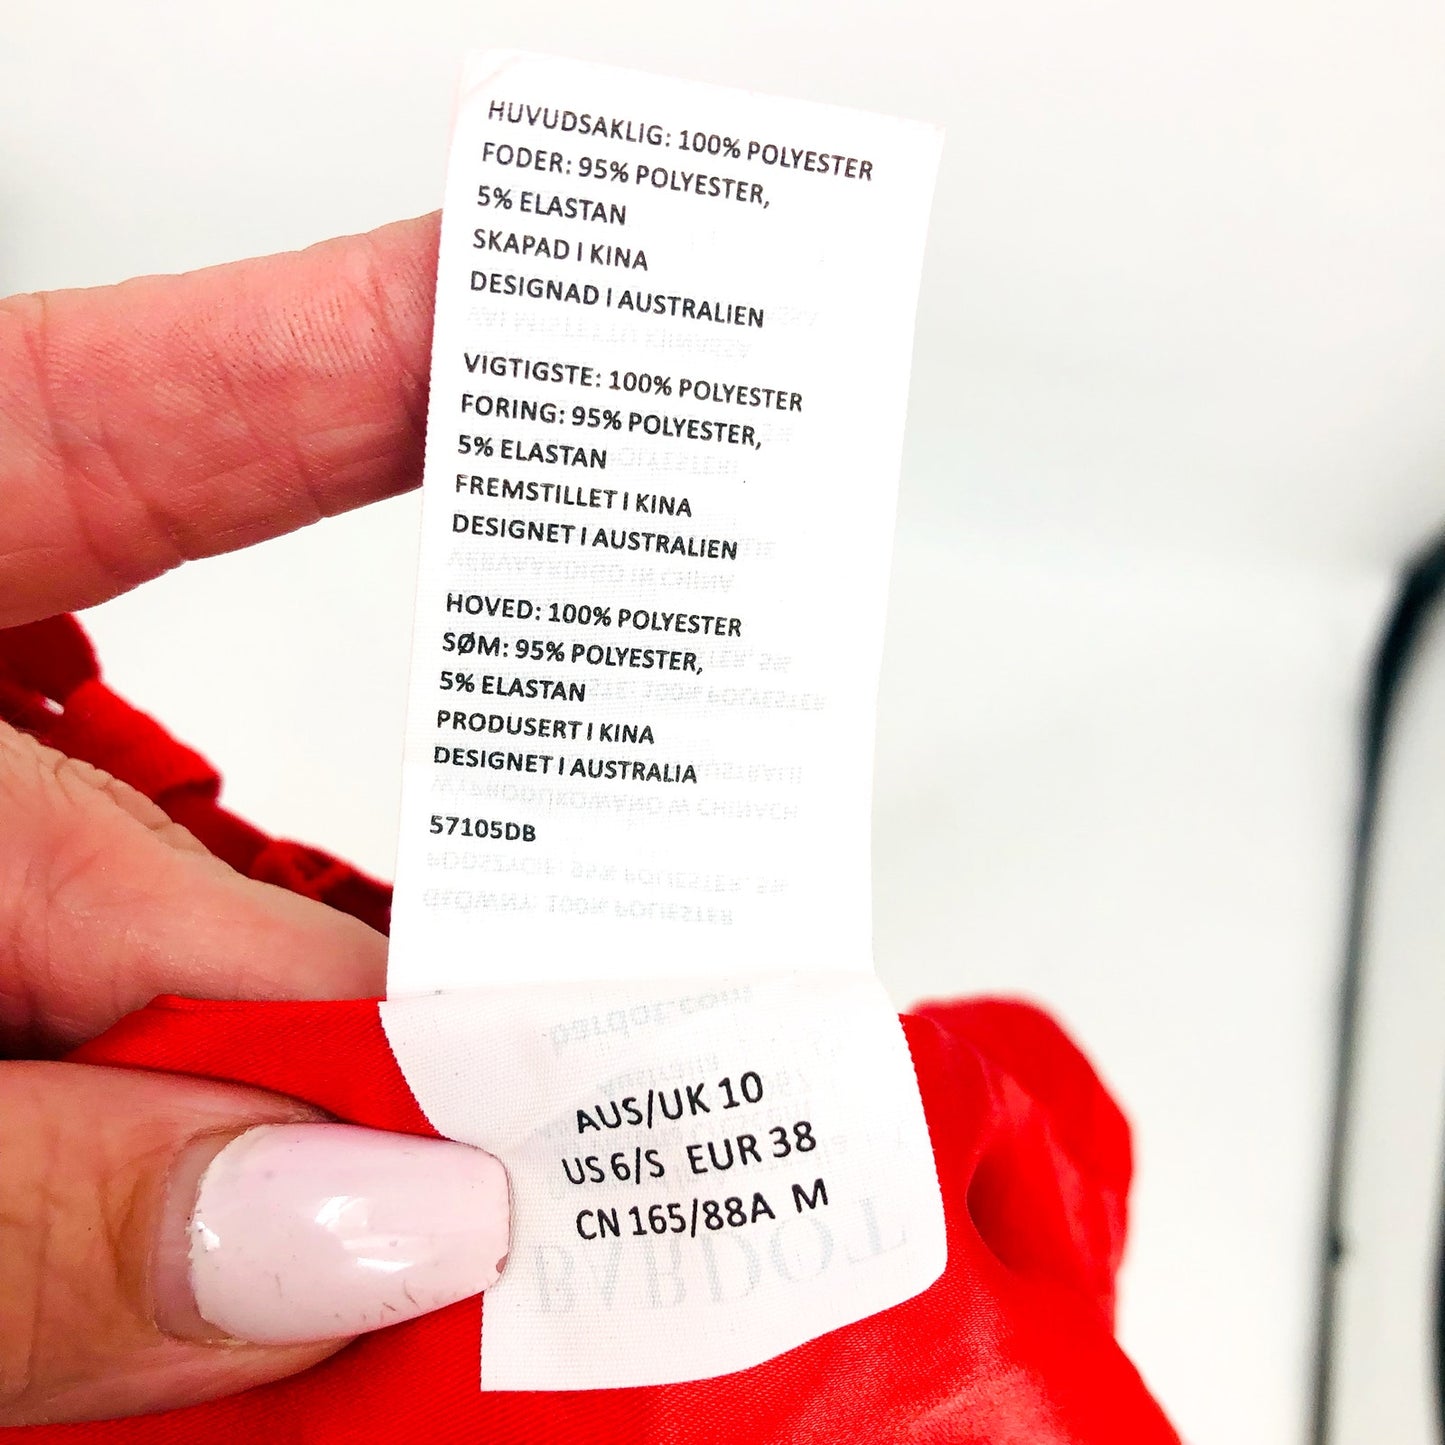 HUVUDSAKLIG: 100% POLYESTER
FODER: 95% POLYESTER,
5% ELASTAN
SKAPAD I KINA
DESIGNAD I AUSTRALIEN
VIGTIGSTE: 100% POLYESTER
FORING: 95% POLYESTER,
5% ELASTAN
FREMSTILLET I KINA
DESIGNET I AUSTRALIEN
HOVED: 100% POLYESTER
SØM: 95% POLYESTER,
5% ELASTAN
PRODUSERT I KINA
DESIGNET I AUSTRALIA
57105DB
AUS/UK 10
US 6/S EUR 38
CN 165/88A M
BARDOT